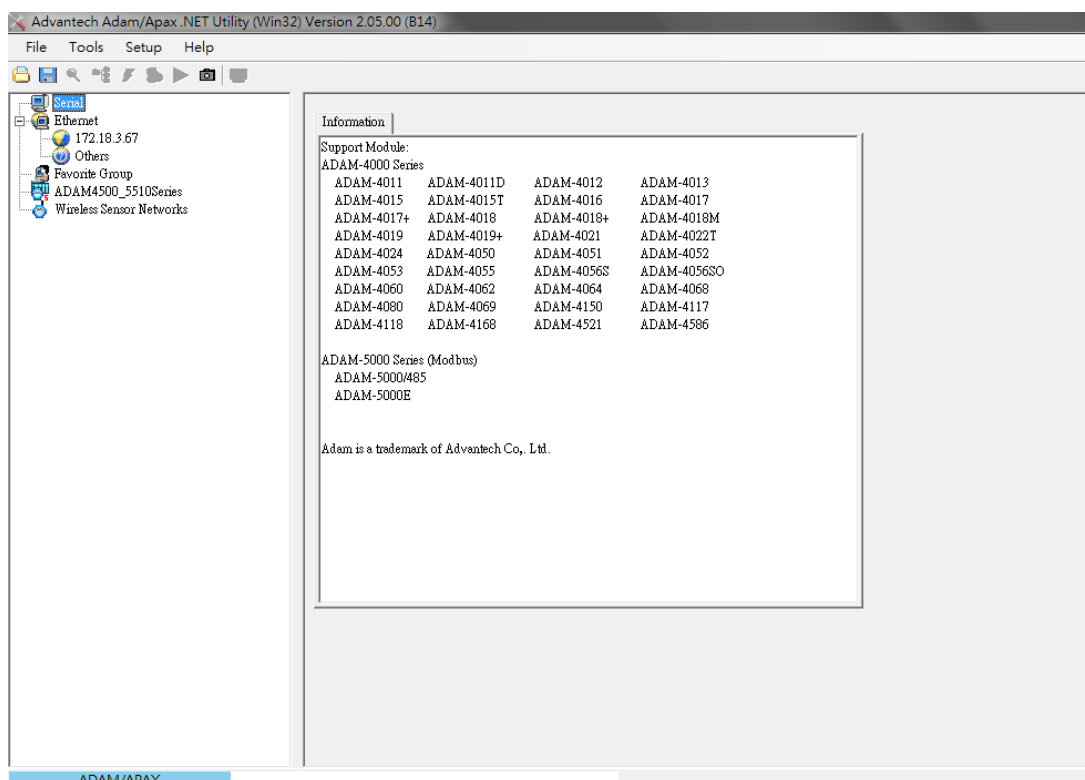 Advantech Adam/Apax .NET Utility (Win32) Version 2.05.00 (B14)
File Tools Setup Help
Serial
Ethernet
172.18.3.67
Others
Favorite Group
ADAM4500_5510Series
Wireless Sensor Networks
Information
Support Module:
ADAM-4000 Series
ADAM-4011 ADAM-4011D ADAM-4012 ADAM-4013
ADAM-4015 ADAM-4015T ADAM-4016 ADAM-4017
ADAM-4017+ ADAM-4018 ADAM-4018+ ADAM-4018M
ADAM-4019 ADAM-4019+ ADAM-4021 ADAM-4022T
ADAM-4024 ADAM-4050 ADAM-4051 ADAM-4052
ADAM-4053 ADAM-4055 ADAM-4056S ADAM-4056SO
ADAM-4060 ADAM-4062 ADAM-4064 ADAM-4068
ADAM-4080 ADAM-4069 ADAM-4150 ADAM-4117
ADAM-4118 ADAM-4168 ADAM-4521 ADAM-4586
ADAM-5000 Series (Modbus)
ADAM-5000/485
ADAM-5000E
Adam is a trademark of Advantech Co,. Ltd.
ADAM/APAX